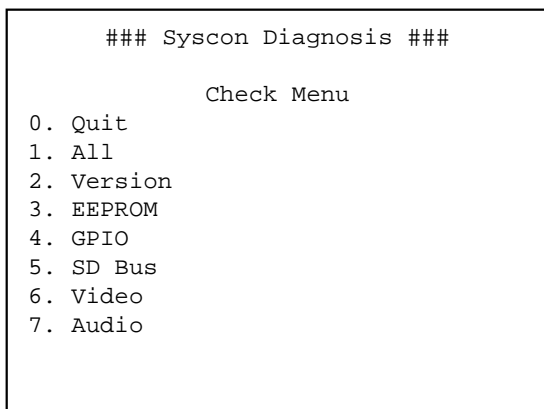 ### Syscon Diagnosis ###
Check Menu
0. Quit
1. All
2. Version
3. EEPROM
4. GPIO
5. SD Bus
6. Video
7. Audio